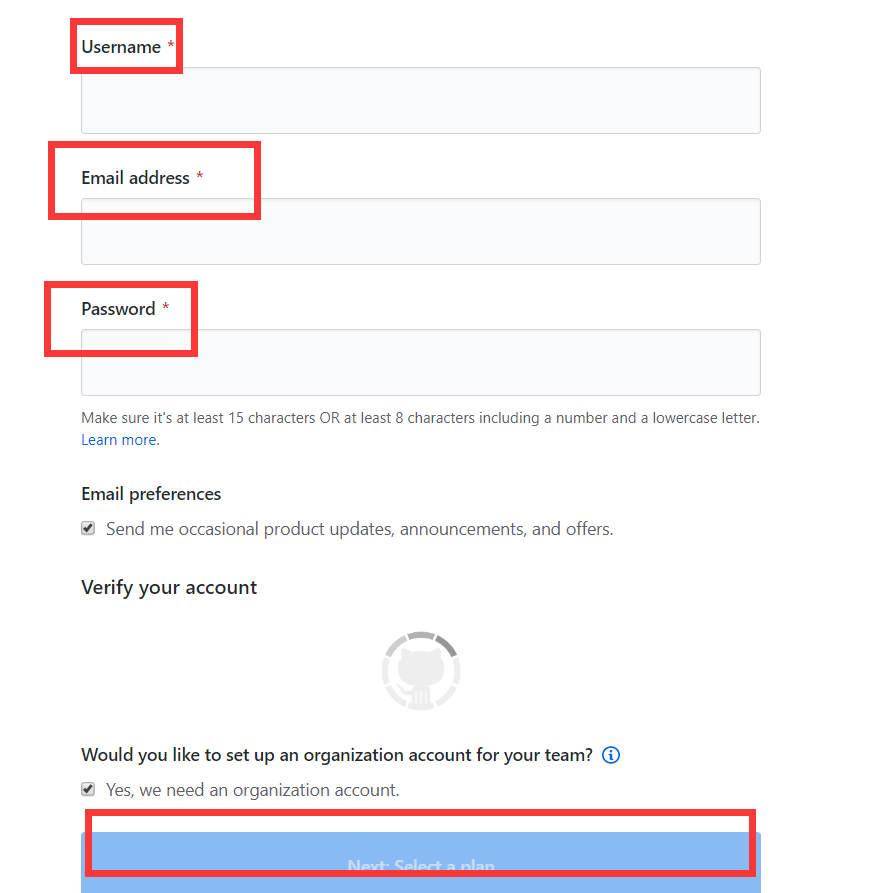 Username *
Email address *
Password *
Make sure it's at least 15 characters OR at least 8 characters including a number and a lowercase letter.
Learn more.
Email preferences
Send me occasional product updates, announcements, and offers.
Verify your account
Would you like to set up an organization account for your team?
Yes, we need an organization account.
Next: Select a plan